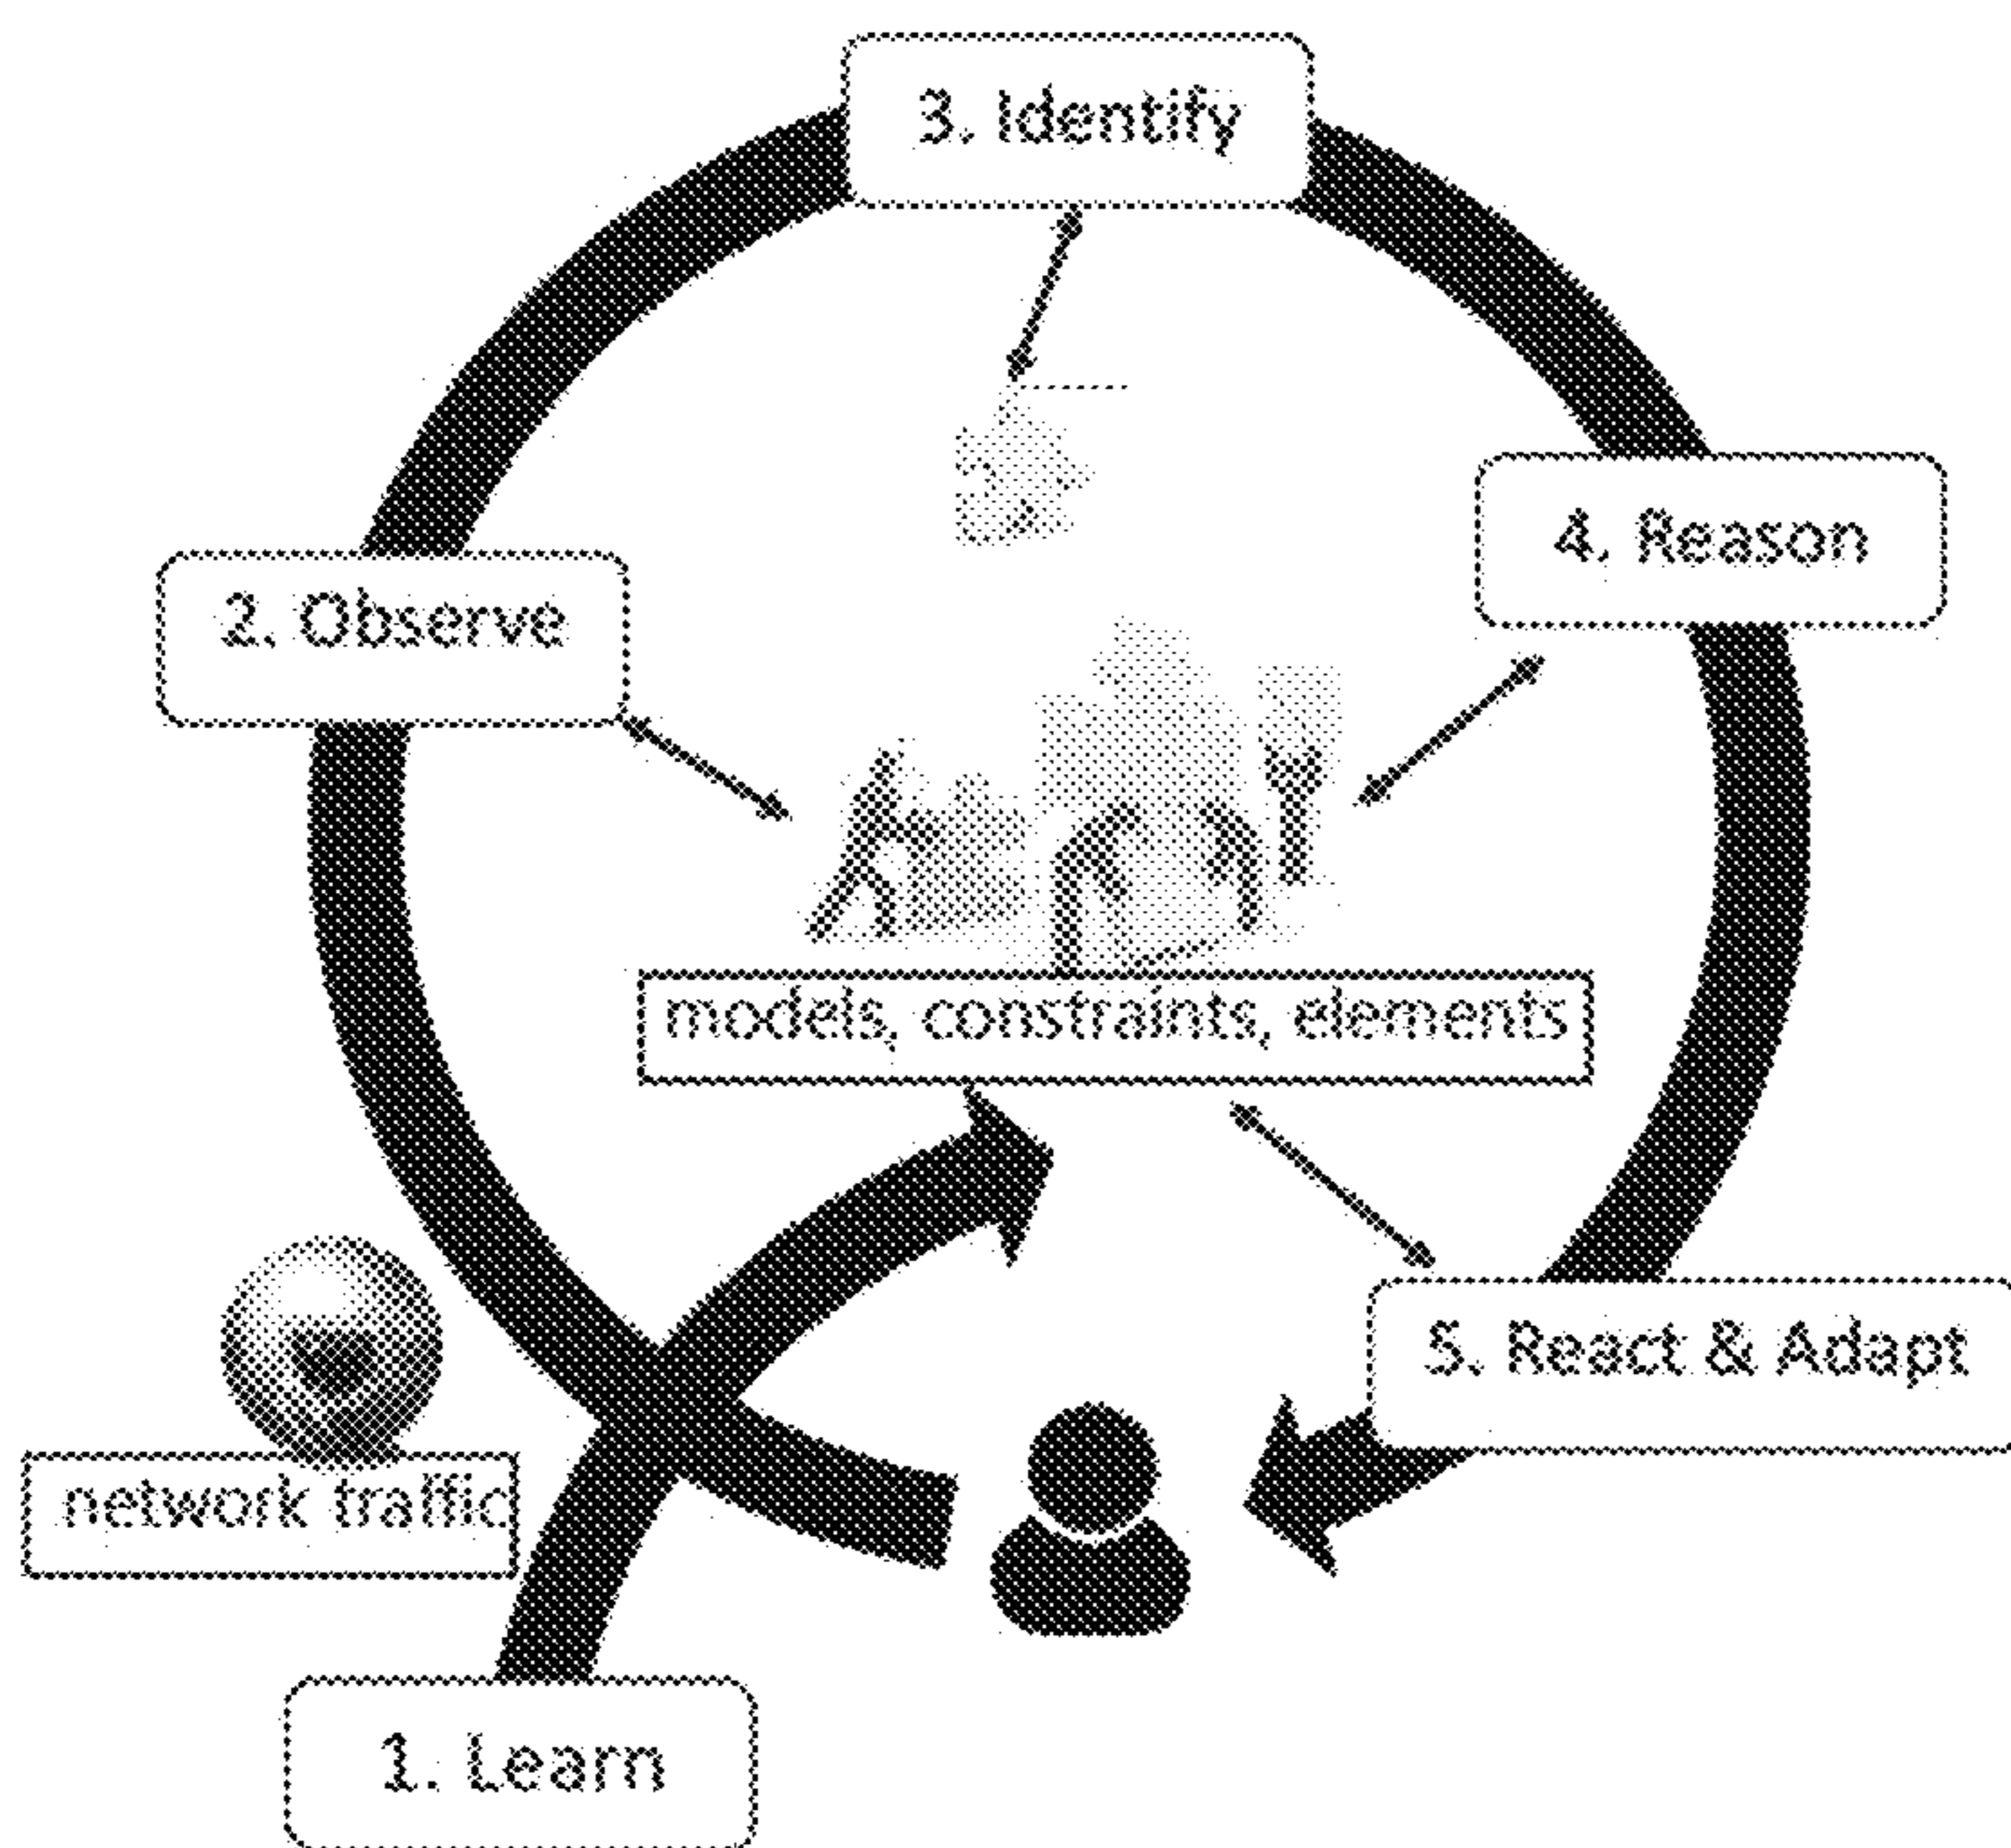 3. Identify
4. Reason
2. Observe
models, constraints, elements
5. React & Adapt
network traffic
1. Learn